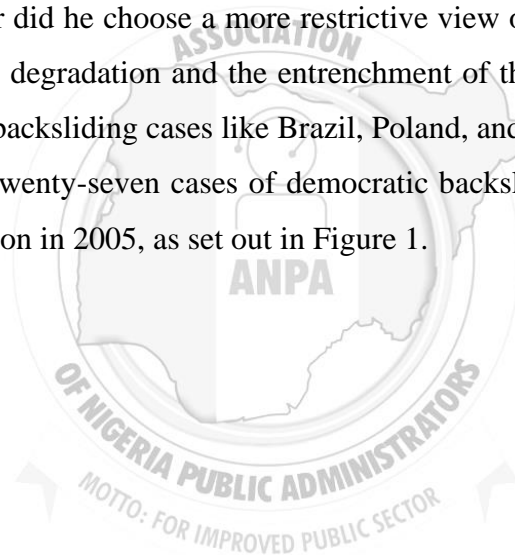 r did he choose a more restrictive view o
degradation and the entrenchment of th
backsliding cases like Brazil, Poland, and
wenty-seven cases of democratic backsl
on in 2005, as set out in Figure 1.
ASSOCIATION
ANPA
OF NIGERIA PUBLIC ADMINISTRATORS
MOTTO: FOR IMPROVED PUBLIC SECTOR